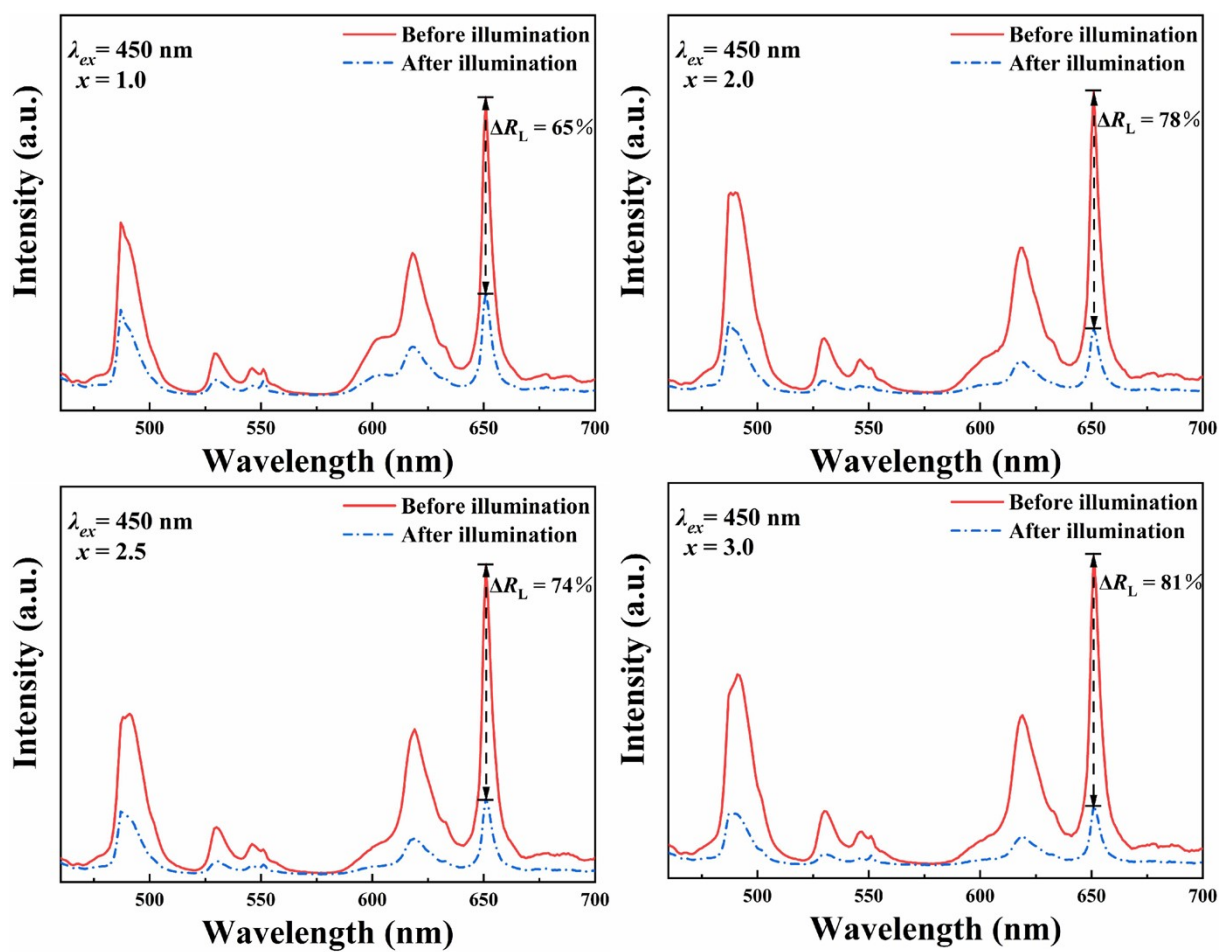 Before illumination
After illumination
λex = 450 nm
x = 1.0
ΔRL = 65%
Intensity (a.u.)
500 550 600 650 700
Wavelength (nm)
Before illumination
After illumination
λex = 450 nm
x = 2.0
ΔRL = 78%
Intensity (a.u.)
500 550 600 650 700
Wavelength (nm)
Before illumination
After illumination
λex = 450 nm
x = 2.5
ΔRL = 74%
Intensity (a.u.)
500 550 600 650 700
Wavelength (nm)
Before illumination
After illumination
λex = 450 nm
x = 3.0
ΔRL = 81%
Intensity (a.u.)
500 550 600 650 700
Wavelength (nm)